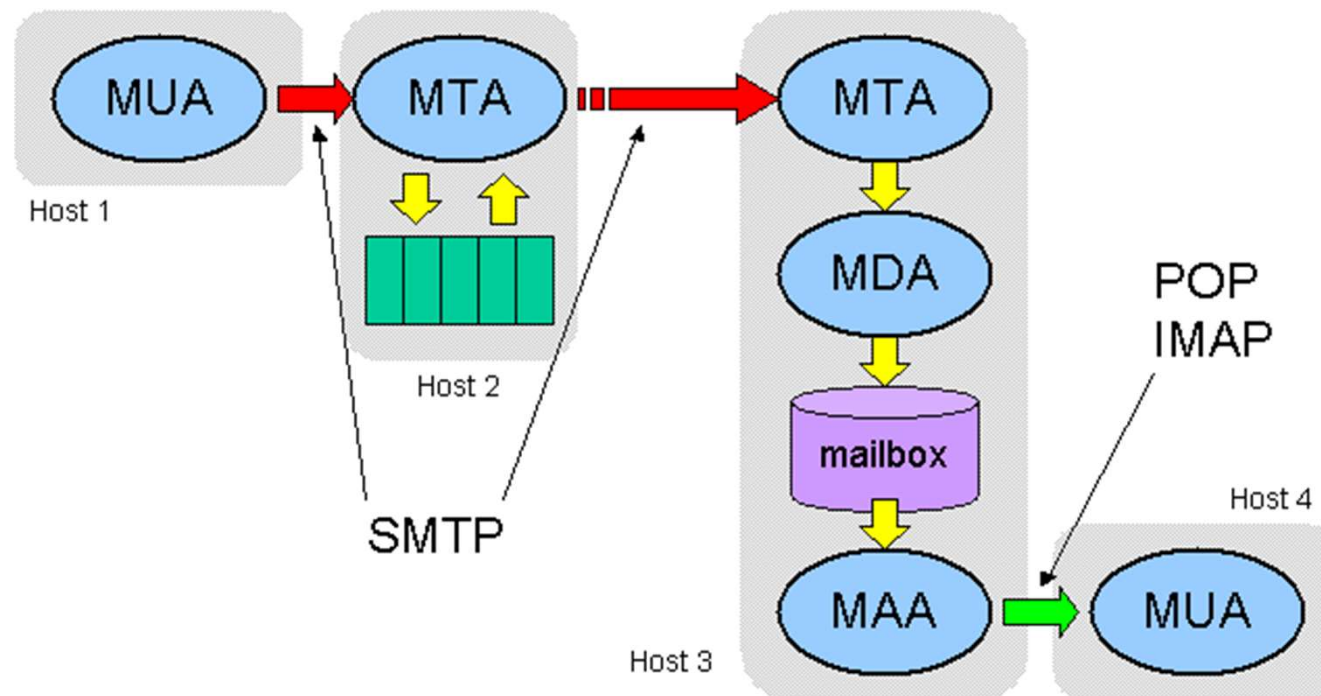 MUA
MTA
MTA
Host 1
MDA
POP
IMAP
Host 2
mailbox
Host 4
SMTP
MAA
MUA
Host 3